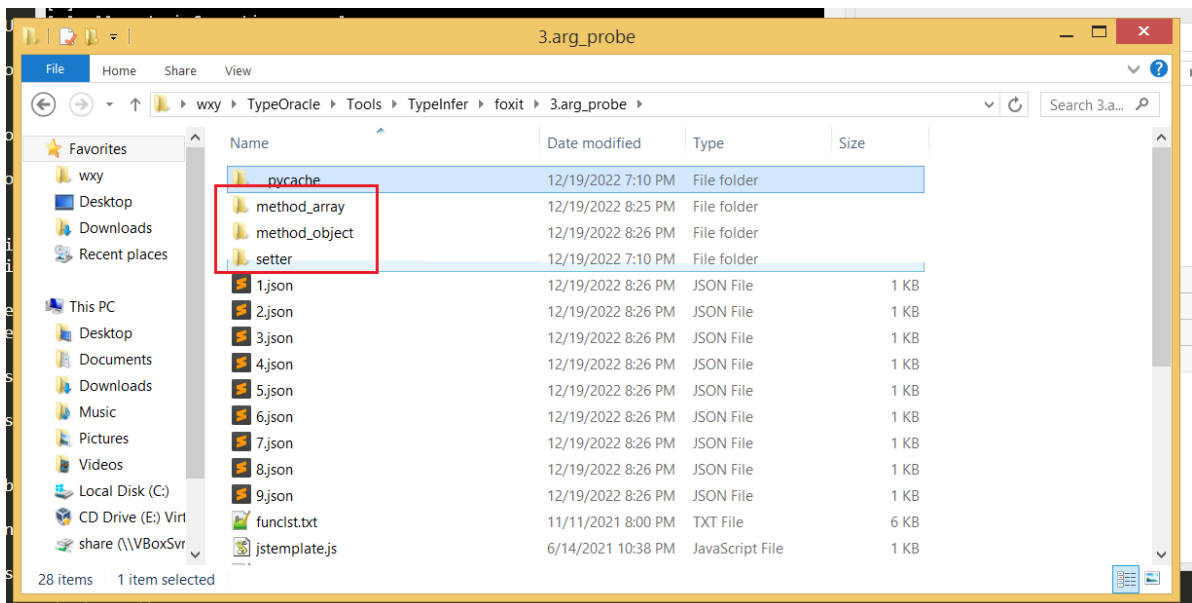 3.arg_probe
File Home Share View
wxy TypeOracle Tools TypeInfer foxit 3.arg_probe Search 3.a...
Name Date modified Type Size
Favorites
wxy
Desktop
Downloads
Recent places
This PC
Desktop
Documents
Downloads
Music
Pictures
Videos
Local Disk (C:)
CD Drive (E:) Virt
share (\\VBoxSvr
pycache 12/19/2022 7:10 PM File folder
method_array 12/19/2022 8:25 PM File folder
method_object 12/19/2022 8:26 PM File folder
setter 12/19/2022 7:10 PM File folder
1.json 12/19/2022 8:26 PM JSON File 1 KB
2.json 12/19/2022 8:26 PM JSON File 1 KB
3.json 12/19/2022 8:26 PM JSON File 1 KB
4.json 12/19/2022 8:26 PM JSON File 1 KB
5.json 12/19/2022 8:26 PM JSON File 1 KB
6.json 12/19/2022 8:26 PM JSON File 1 KB
7.json 12/19/2022 8:26 PM JSON File 1 KB
8.json 12/19/2022 8:26 PM JSON File 1 KB
9.json 12/19/2022 8:26 PM JSON File 1 KB
funclst.txt 11/11/2021 8:00 PM TXT File 6 KB
jstemplate.js 6/14/2021 10:38 PM JavaScript File 1 KB
28 items 1 item selected